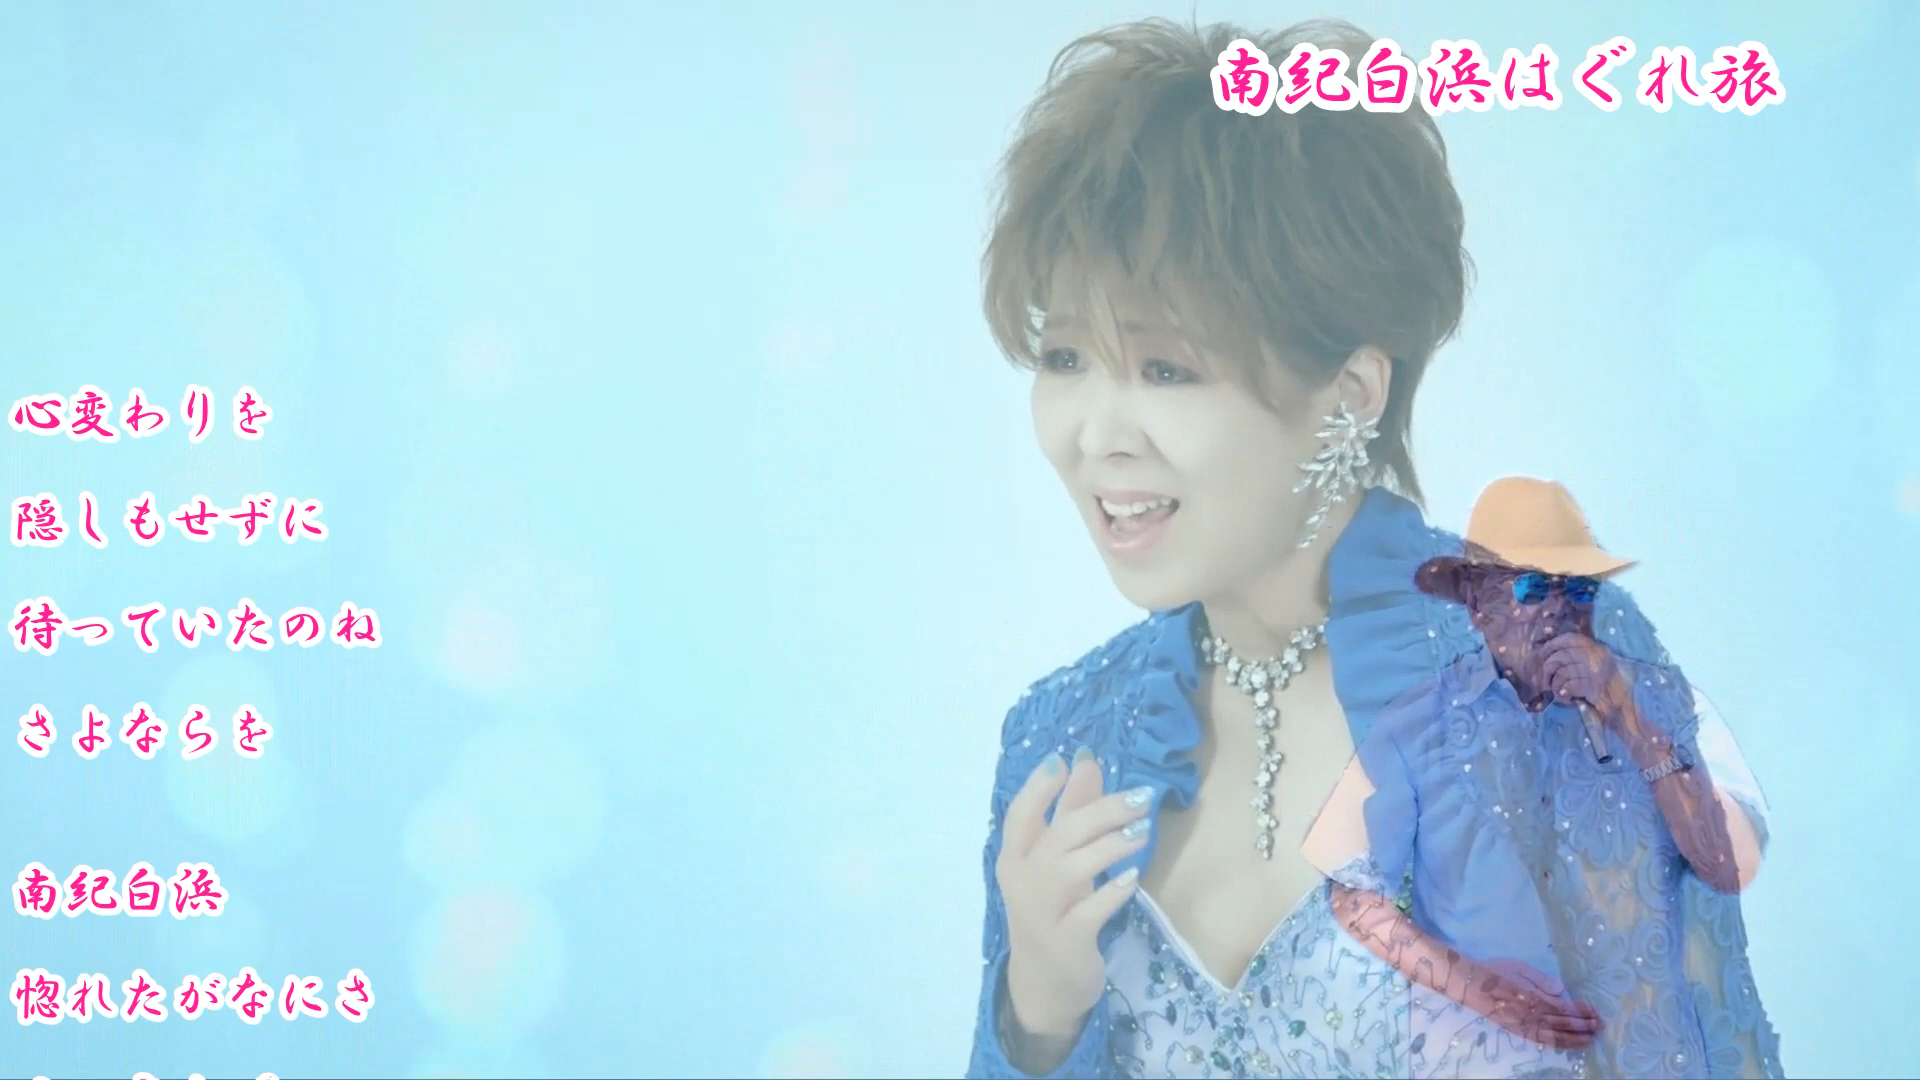 南紀白浜はぐれ旅
心変わりを
隠しもせずに
待っていたのね
さよならを
南紀白浜
惚れたがなにさ